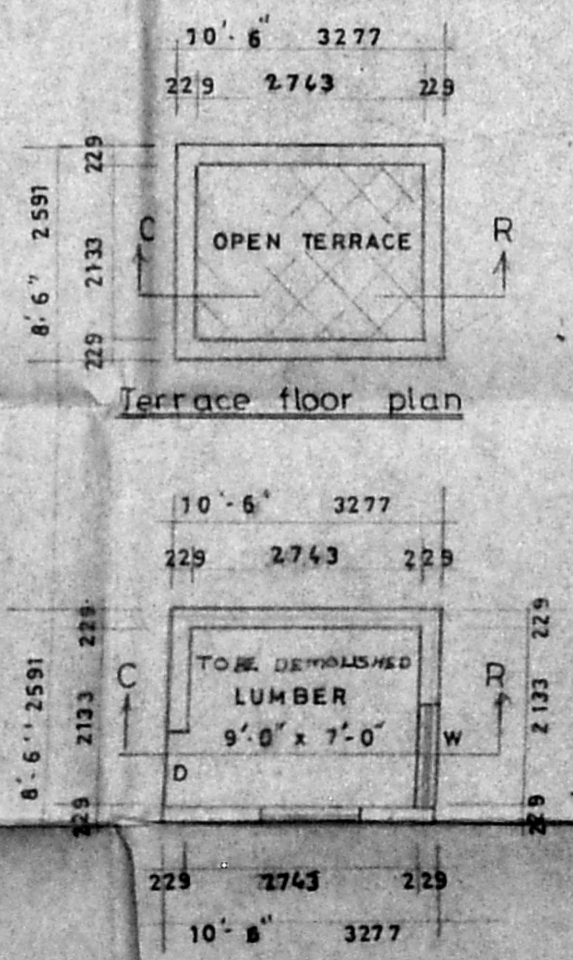 10'-6" 3277
229 2743 229
229
2133
229
8'-6" 2591
C
R
OPEN TERRACE
Terrace floor plan
10'-6" 3277
229 2743 229
229
2133
229
8'-6" 2591
C
R
TO BE DEMOLISHED
LUMBER
9'-0" x 7'-0"
D
W
229
2133
229
229 2743 229
10'-6" 3277